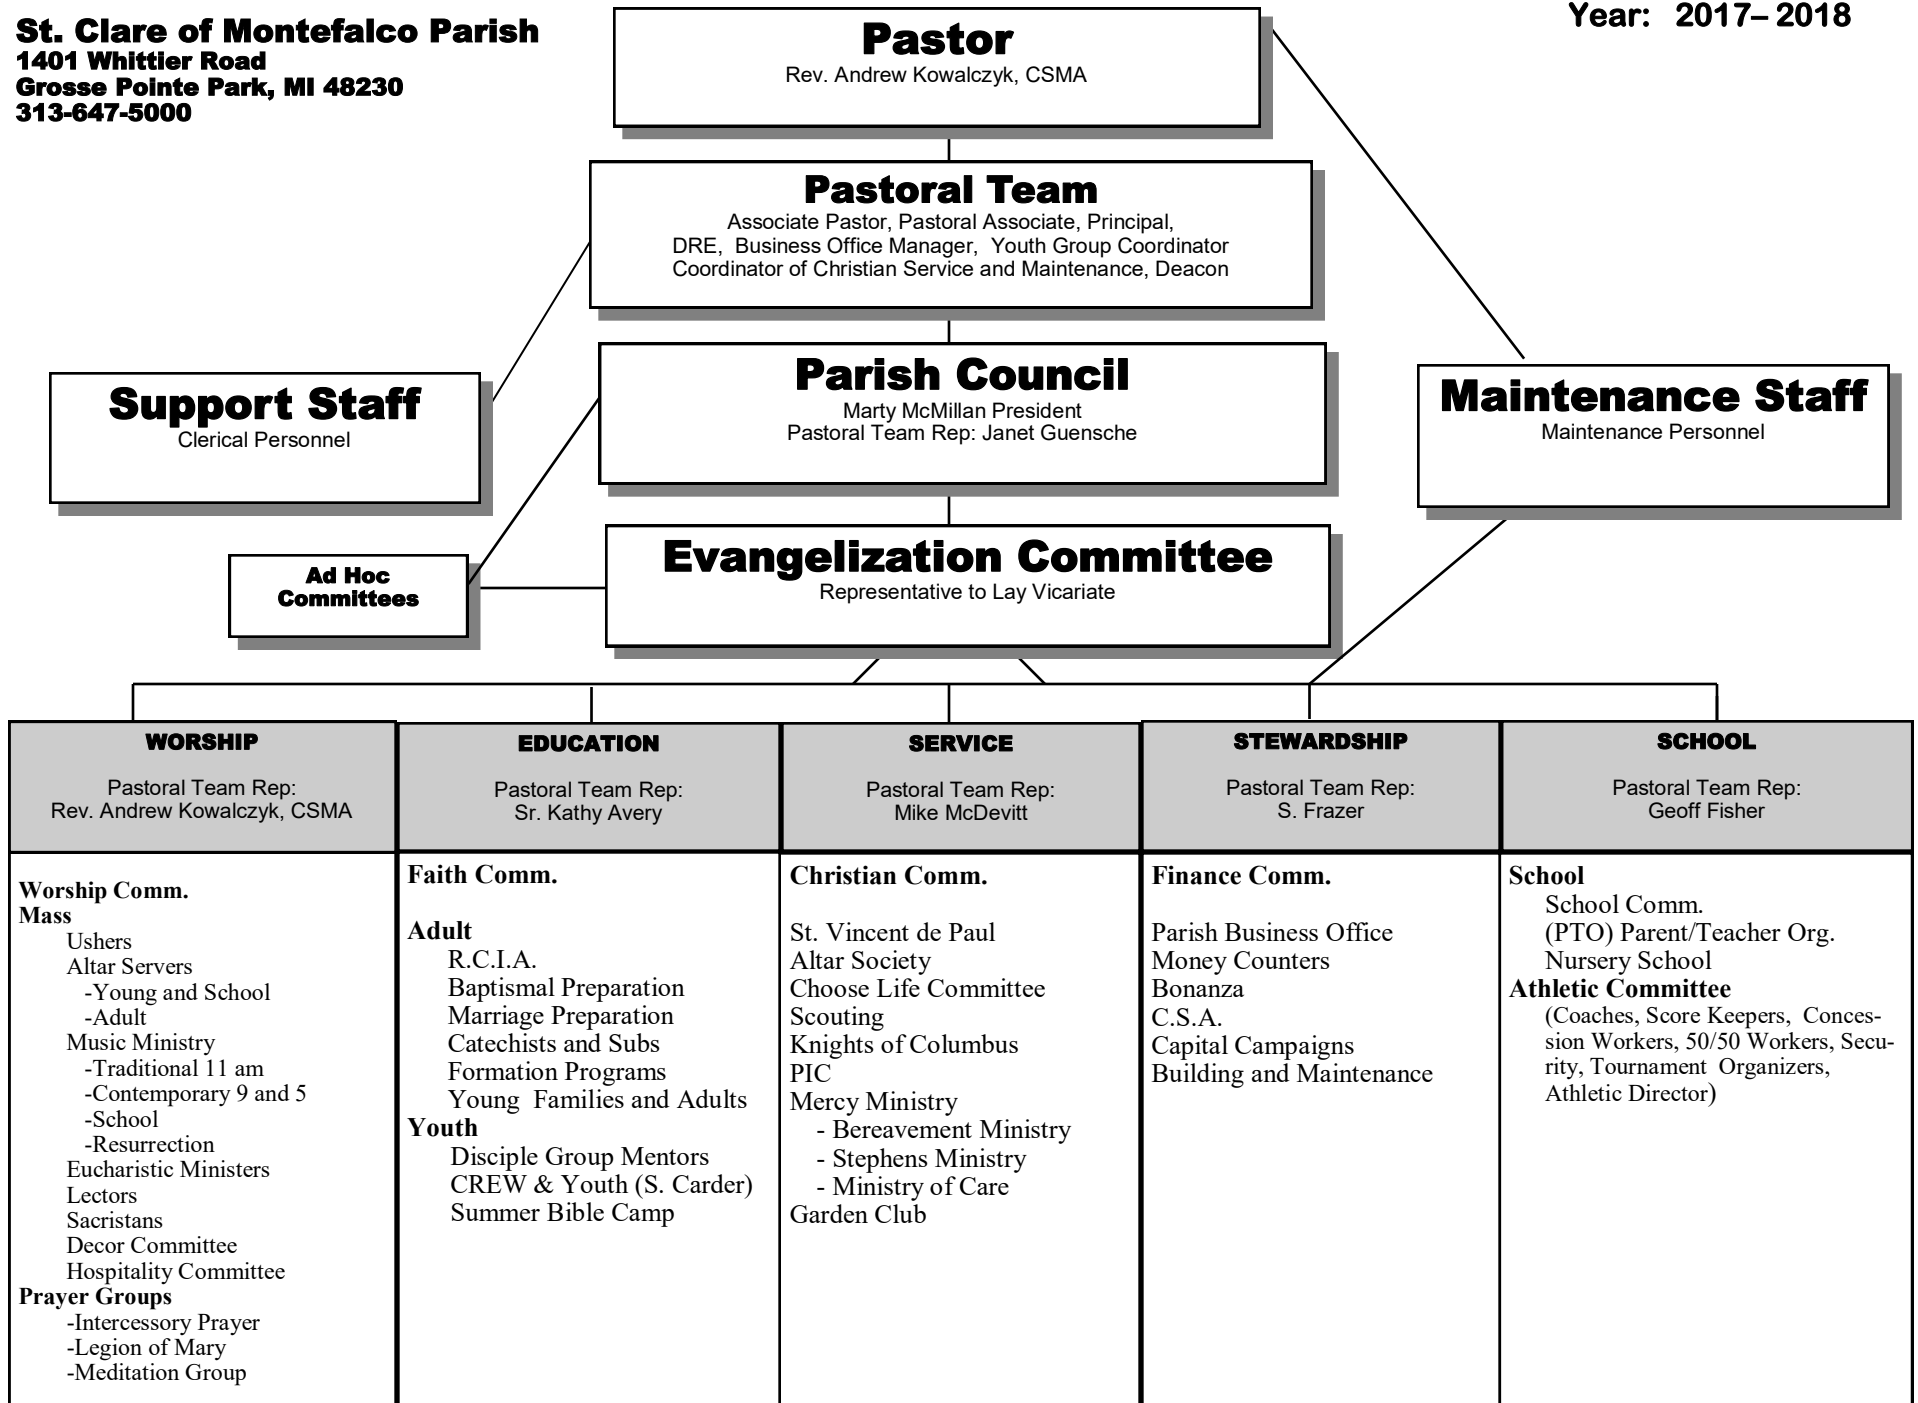 St. Clare of Montefalco Parish
1401 Whittier Road
Grosse Pointe Park, MI 48230
313-647-5000
Year: 2017– 2018
Pastor
Rev. Andrew Kowalczyk, CSMA
Pastoral Team
Associate Pastor, Pastoral Associate, Principal,
DRE, Business Office Manager, Youth Group Coordinator
Coordinator of Christian Service and Maintenance, Deacon
Support Staff
Clerical Personnel
Parish Council
Marty McMillan President
Pastoral Team Rep: Janet Guensche
Maintenance Staff
Maintenance Personnel
Ad Hoc
Committees
Evangelization Committee
Representative to Lay Vicariate
WORSHIP
Pastoral Team Rep:
Rev. Andrew Kowalczyk, CSMA
Worship Comm.
Mass
Ushers
Altar Servers
-Young and School
-Adult
Music Ministry
-Traditional 11 am
-Contemporary 9 and 5
-School
-Resurrection
Eucharistic Ministers
Lectors
Sacristans
Decor Committee
Hospitality Committee
Prayer Groups
-Intercessory Prayer
-Legion of Mary
-Meditation Group
EDUCATION
Pastoral Team Rep:
Sr. Kathy Avery
Faith Comm.
Adult
R.C.I.A.
Baptismal Preparation
Marriage Preparation
Catechists and Subs
Formation Programs
Young Families and Adults
Youth
Disciple Group Mentors
CREW & Youth (S. Carder)
Summer Bible Camp
SERVICE
Pastoral Team Rep:
Mike McDevitt
Christian Comm.
St. Vincent de Paul
Altar Society
Choose Life Committee
Scouting
Knights of Columbus
PIC
Mercy Ministry
- Bereavement Ministry
- Stephens Ministry
- Ministry of Care
Garden Club
STEWARDSHIP
Pastoral Team Rep:
S. Frazer
Finance Comm.
Parish Business Office
Money Counters
Bonanza
C.S.A.
Capital Campaigns
Building and Maintenance
SCHOOL
Pastoral Team Rep:
Geoff Fisher
School
School Comm.
(PTO) Parent/Teacher Org.
Nursery School
Athletic Committee
(Coaches, Score Keepers, Conces-
sion Workers, 50/50 Workers, Secu-
rity, Tournament Organizers,
Athletic Director)